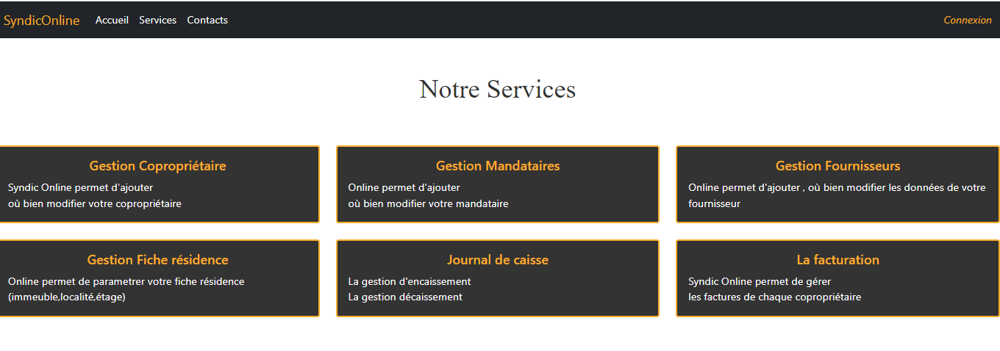 SyndicOnline Accueil Services Contacts Connexion
Notre Services
Gestion Copropriétaire
Syndic Online permet d'ajouter
où bien modifier votre copropriétaire
Gestion Mandataires
Online permet d'ajouter
où bien modifier votre mandataire
Gestion Fournisseurs
Online permet d'ajouter , où bien modifier les données de votre
fournisseur
Gestion Fiche résidence
Online permet de parametrer votre fiche résidence
(immeuble,localité,étage)
Journal de caisse
La gestion d'encaissement
La gestion décaissement
La facturation
Syndic Online permet de gérer
les factures de chaque copropriétaire